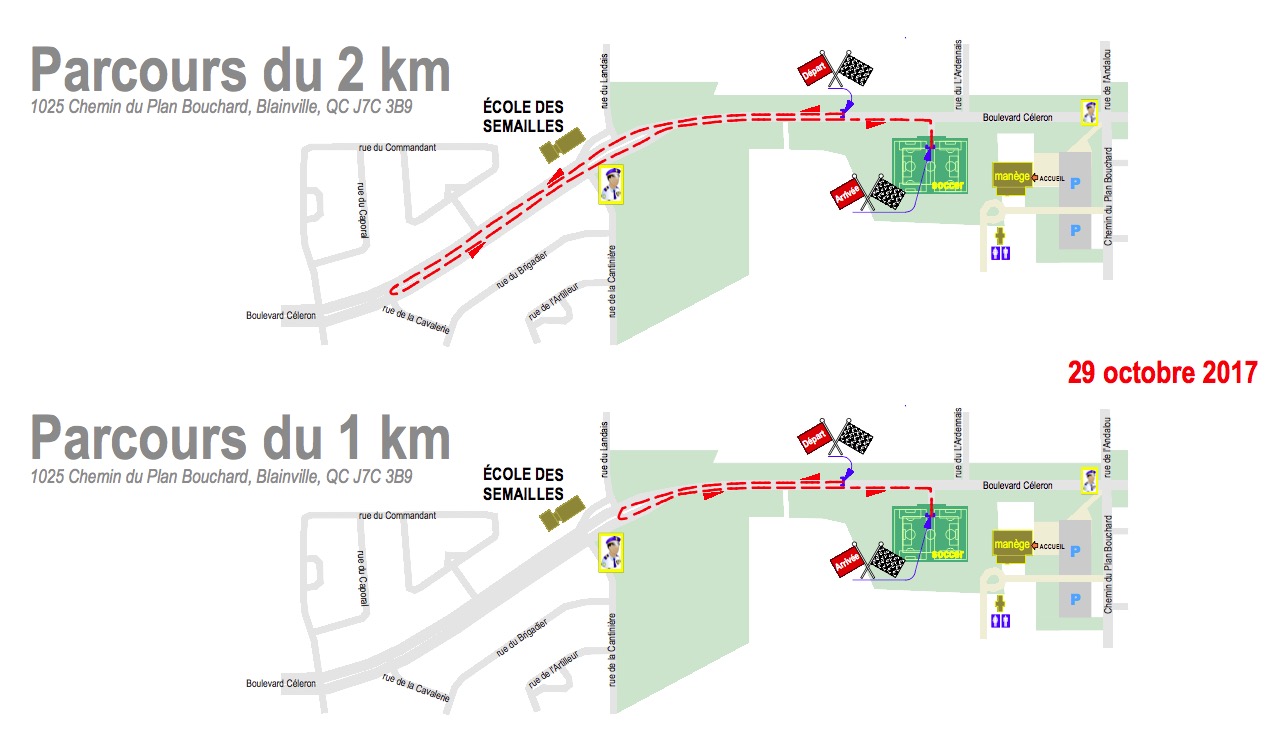 Parcours du 2 km
1025 Chemin du Plan Bouchard, Blainville, QC J7C 3B9
ÉCOLE DES
SEMAILLES
rue du Landais
Départ
rue du L'Ardennais
rue de l'Andalou
Boulevard Céleron
rue du Commandant
rue du Caporal
soccer
Arrivée
manège
ACCUEIL
P
P
Chemin du Plan Bouchard
rue du Brigadier
rue de l'Artilleur
rue de la Cantinière
rue de la Cavalerie
Boulevard Céleron
29 octobre 2017
Parcours du 1 km
1025 Chemin du Plan Bouchard, Blainville, QC J7C 3B9
ÉCOLE DES
SEMAILLES
rue du Landais
Départ
rue du L'Ardennais
rue de l'Andalou
Boulevard Céleron
rue du Commandant
rue du Caporal
soccer
Arrivée
manège
ACCUEIL
P
P
Chemin du Plan Bouchard
rue du Brigadier
rue de l'Artilleur
rue de la Cantinière
rue de la Cavalerie
Boulevard Céleron